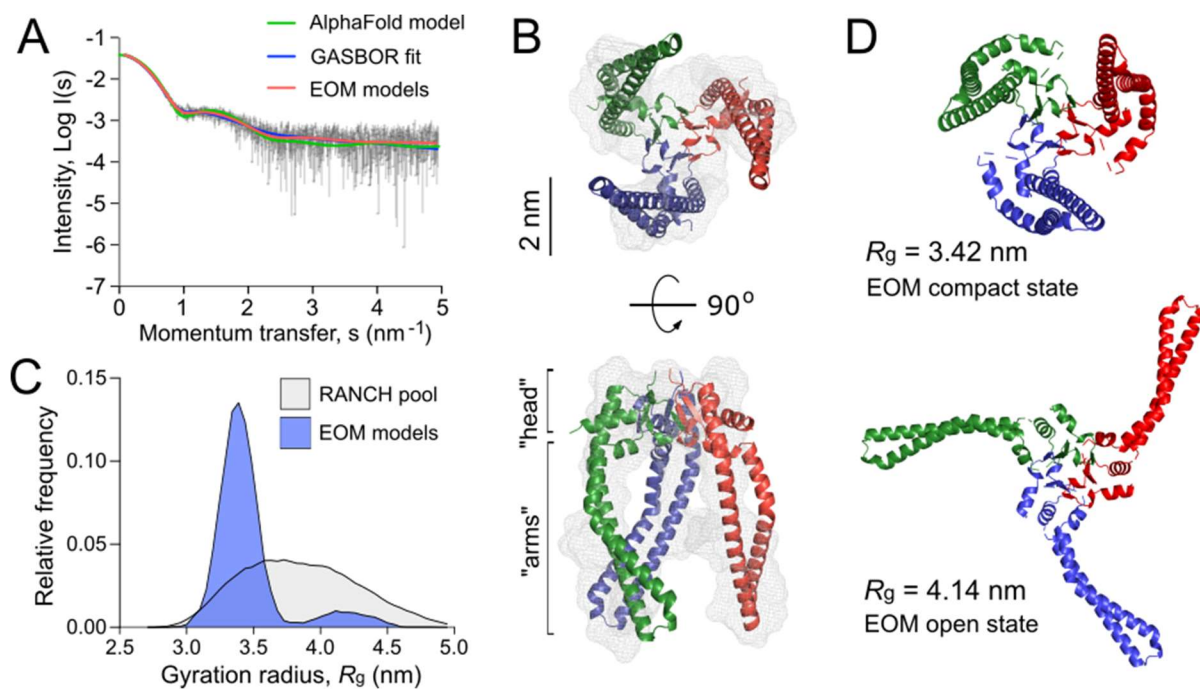 A
AlphaFold model
GASBOR fit
EOM models
Intensity, Log I(s)
-1
-2
-3
-4
-5
-6
-7
0 1 2 3 4 5
Momentum transfer, s (nm-1)
B
2 nm
90o
"head"
"arms"
C
RANCH pool
EOM models
Relative frequency
0.15
0.10
0.05
0.00
2.5 3.0 3.5 4.0 4.5 5.0
Gyration radius, Rg (nm)
D
Rg = 3.42 nm
EOM compact state
Rg = 4.14 nm
EOM open state